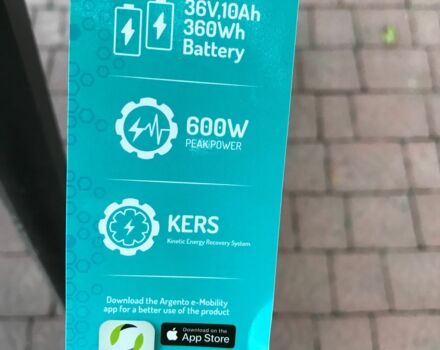 36V,10Ah
360Wh
Battery
600W
PEAK POWER
KERS
Kinetic Energy Recovery System
Download the Argento e-Mobility
app for a better use of the product
Download on the
App Store